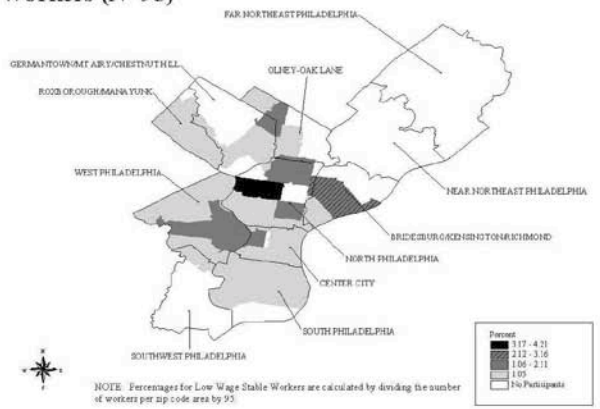 FAR NORTHEAST PHILADELPHIA
GERMANTOWN/MT AIRY/CHESTNUT HILL
OLNEY-OAK LANE
ROXBOROUGH/MANAYUNK
WEST PHILADELPHIA
NEAR NORTHEAST PHILADELPHIA
BRIDESBURG/KENSINGTON/RICHMOND
NORTH PHILADELPHIA
CENTER CITY
SOUTH PHILADELPHIA
SOUTHWEST PHILADELPHIA
Percent
3.17 - 4.21
2.12 - 3.16
1.06 - 2.11
1.05
No Participants
NOTE: Percentages for Low Wage Stable Workers are calculated by dividing the number
of workers per zip code area by 95.